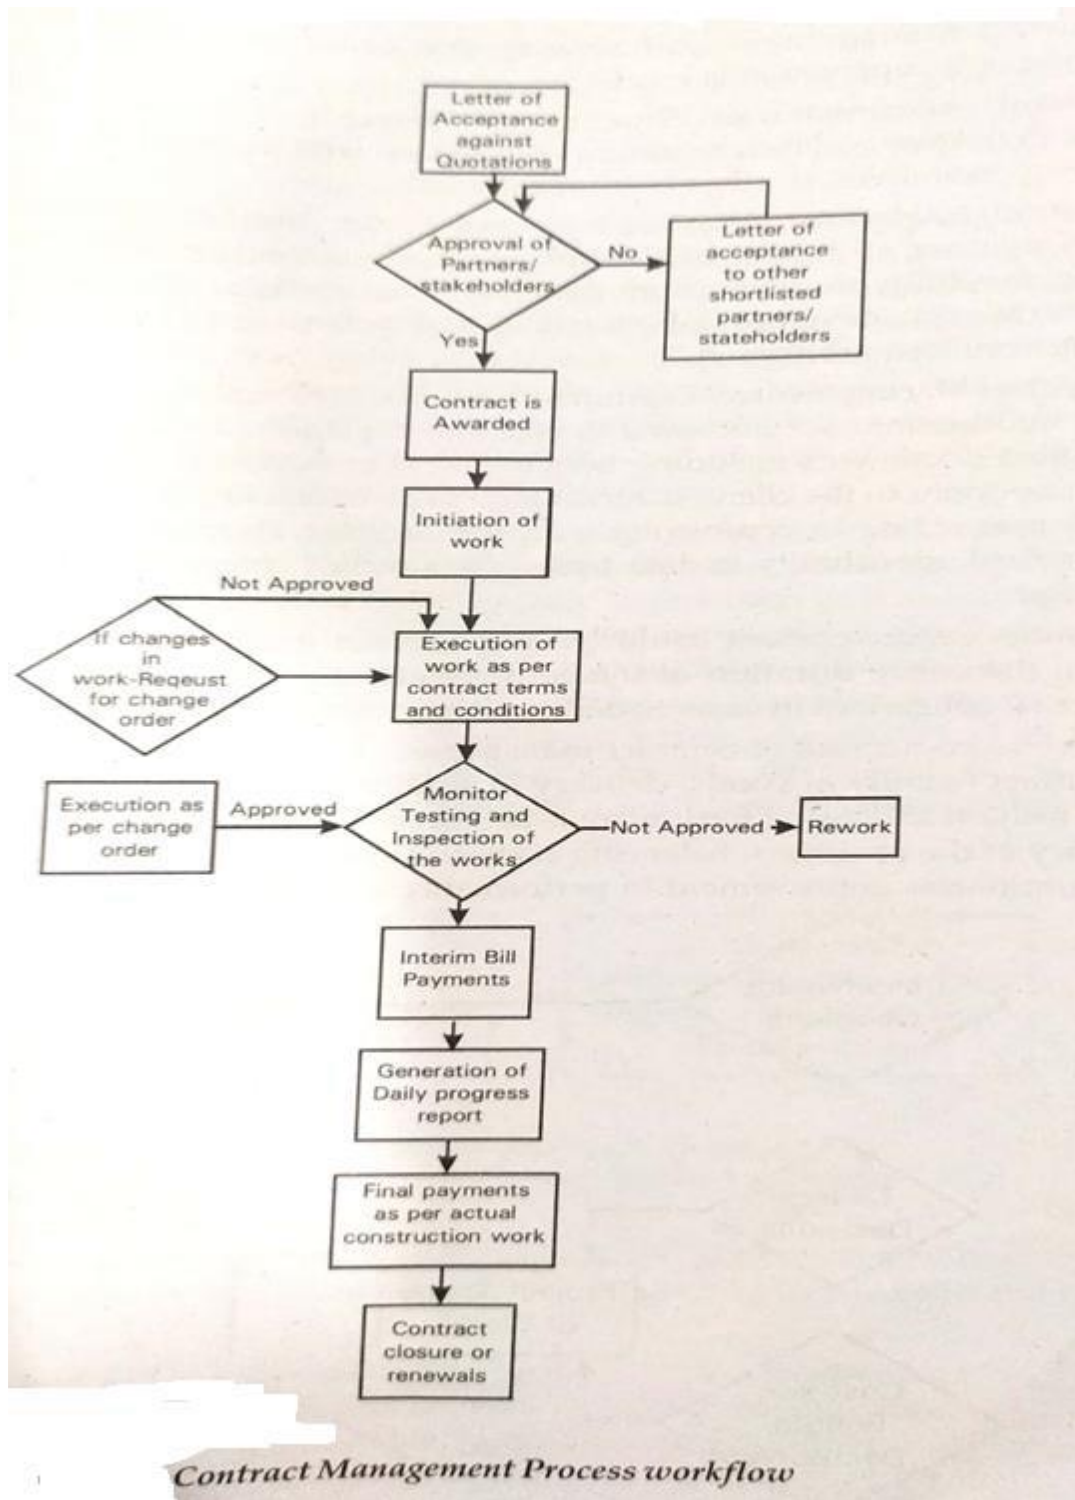 Letter of
Acceptance
against
Quotations
Approval of
Partners/
stakeholders
No
Letter of
acceptance
to other
shortlisted
partners/
stateholders
Yes
Contract is
Awarded
Initiation of
work
Not Approved
If changes
in
work-Reqeust
for change
order
Execution of
work as per
contract terms
and conditions
Execution as
per change
order
Approved
Monitor
Testing and
Inspection of
the works
Not Approved
Rework
Interim Bill
Payments
Generation of
Daily progress
report
Final payments
as per actual
construction work
Contract
closure or
renewals
Contract Management Process workflow